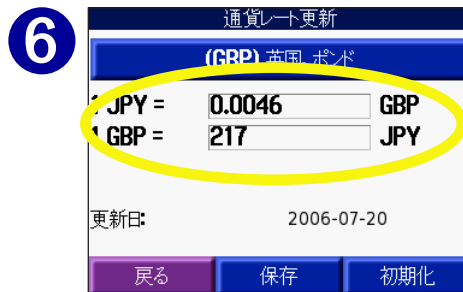 6
通貨レート更新
(GBP) 英国 ポンド
1 JPY = 0.0046 GBP
1 GBP = 217 JPY
更新日: 2006-07-20
戻る 保存 初期化